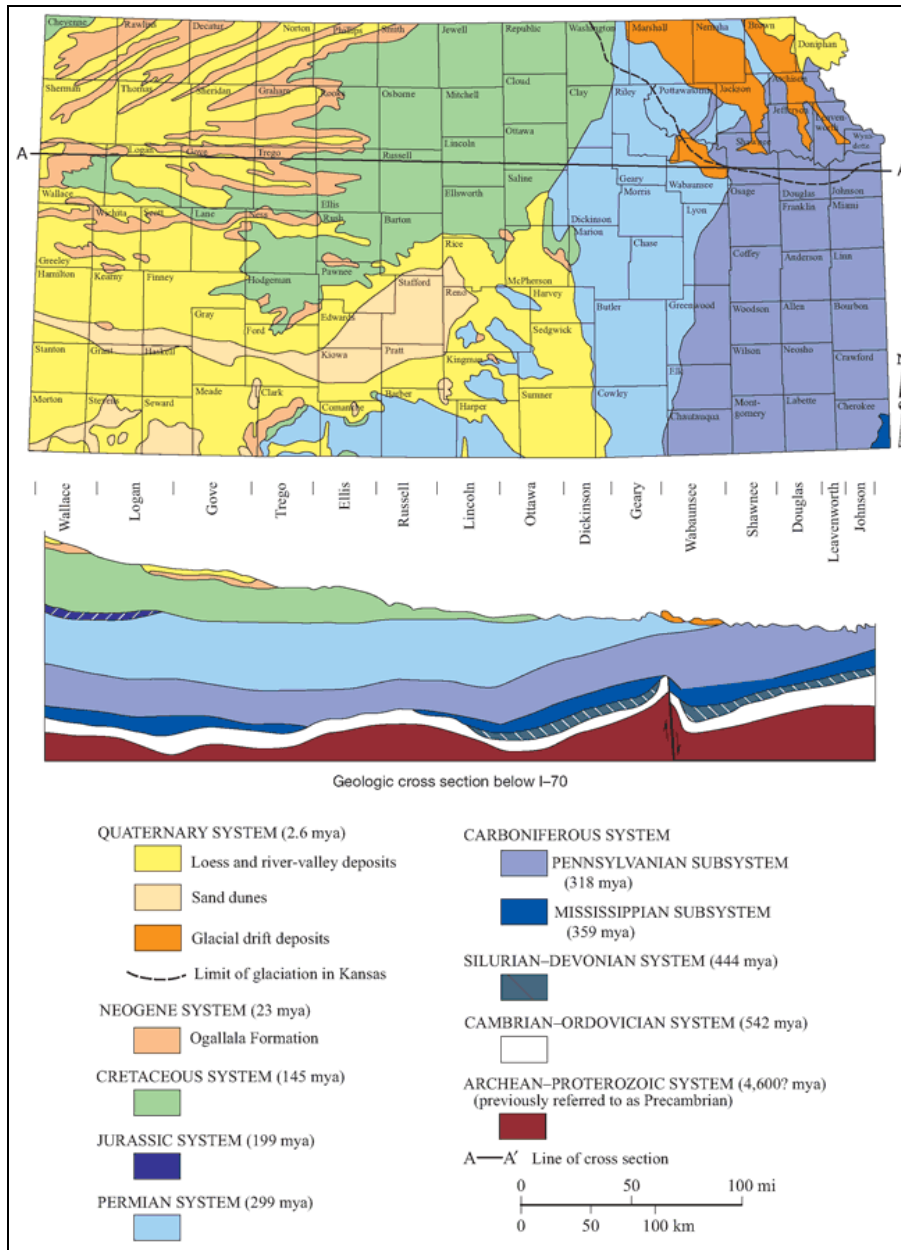 Cheyenne Rawlins Decatur Norton Phillips Smith Jewell Republic Washington Marshall Nemaha Brown Doniphan
Sherman Thomas Sheridan Graham Rooks Osborne Mitchell Cloud Clay Riley Pottawatomie Jackson Atchison
Jefferson
Ottawa
Lincoln
A Logan Gove Trego Russell Shawnee A
Wallace Ellis Ellsworth Saline Geary Morris Wabaunsee Osage Douglas Johnson
Wichita Scott Lane Ness Rush Barton Dickinson Lyon Franklin Miami
Greeley Rice Marion Chase
Hamilton Kearny Finney Hodgeman Pawnee Stafford Reno McPherson Harvey Coffey Anderson Linn
Gray Ford Edwards Sedgwick Butler Greenwood Woodson Allen Bourbon
Stanton Grant Haskell Kiowa Pratt Kingman Elk Wilson Neosho Crawford
Morton Stevens Seward Meade Clark Comanche Barber Harper Sumner Cowley Chautauqua Mont-
gomery Labette Cherokee
Wallace
Logan
Gove
Trego
Ellis
Russell
Lincoln
Ottawa
Dickinson
Geary
Wabaunsee
Shawnee
Douglas
Leavenworth
Johnson
Geologic cross section below I–70
QUATERNARY SYSTEM (2.6 mya)
Loess and river-valley deposits
Sand dunes
Glacial drift deposits
Limit of glaciation in Kansas
NEOGENE SYSTEM (23 mya)
Ogallala Formation
CRETACEOUS SYSTEM (145 mya)
JURASSIC SYSTEM (199 mya)
PERMIAN SYSTEM (299 mya)
CARBONIFEROUS SYSTEM
PENNSYLVANIAN SUBSYSTEM
(318 mya)
MISSISSIPPIAN SUBSYSTEM
(359 mya)
SILURIAN–DEVONIAN SYSTEM (444 mya)
CAMBRIAN–ORDOVICIAN SYSTEM (542 mya)
ARCHEAN–PROTEROZOIC SYSTEM (4,600? mya)
(previously referred to as Precambrian)
A A′ Line of cross section
0 50 100 mi
0 50 100 km